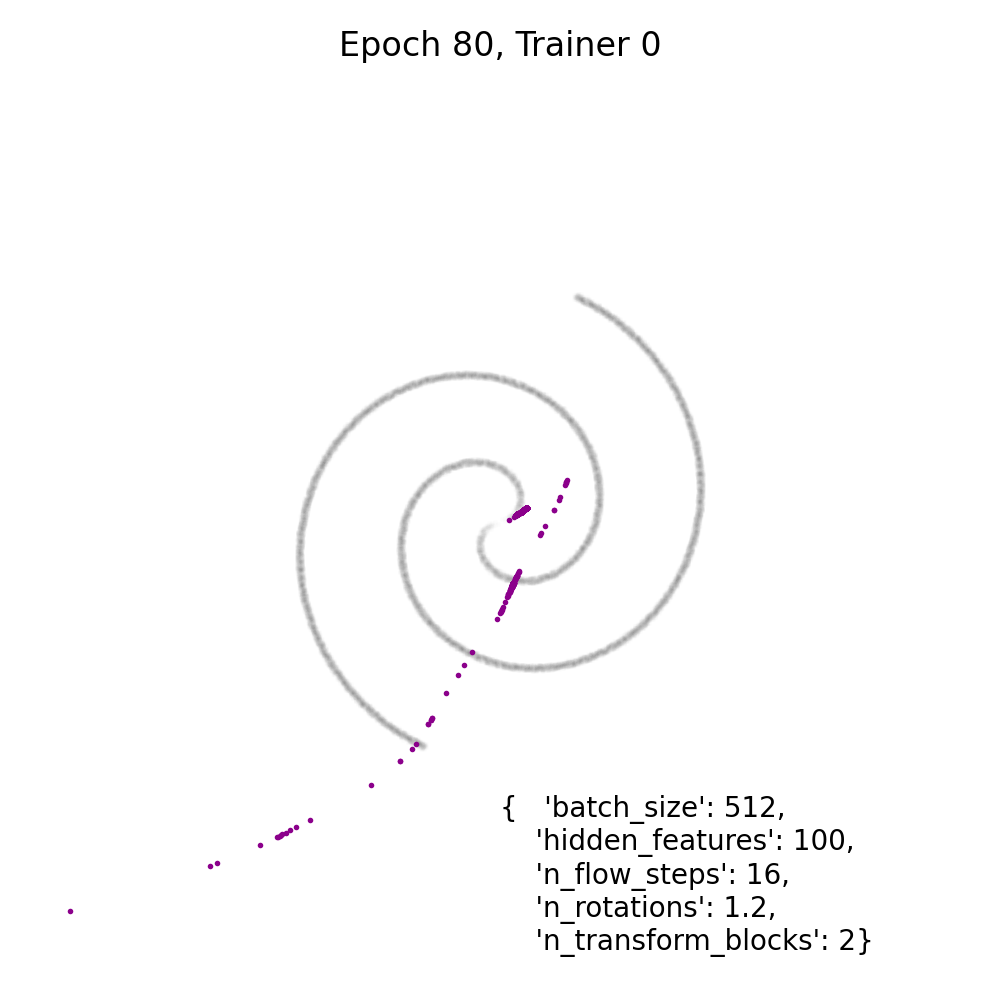 Epoch 80, Trainer 0
{   'batch_size': 512,
'hidden_features': 100,
'n_flow_steps': 16,
'n_rotations': 1.2,
'n_transform_blocks': 2}